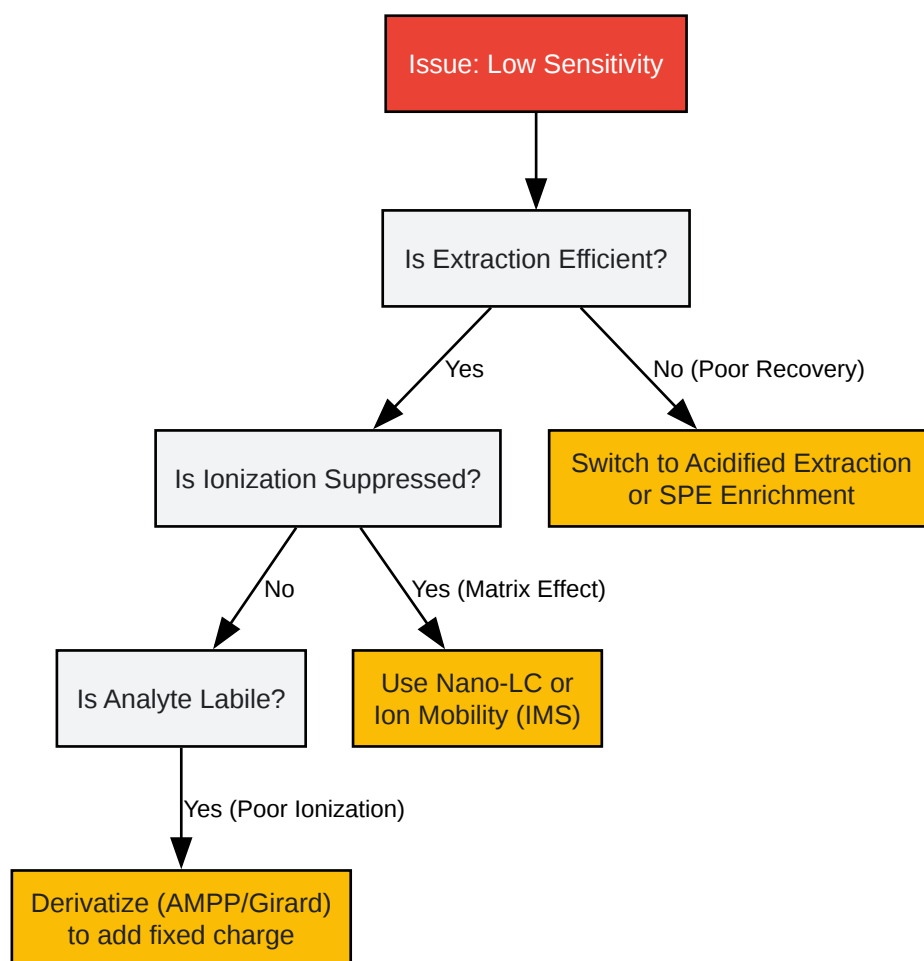 Issue: Low Sensitivity
Is Extraction Efficient?
Yes
No (Poor Recovery)
Is Ionization Suppressed?
Switch to Acidified Extraction
or SPE Enrichment
No
Yes (Matrix Effect)
Is Analyte Labile?
Use Nano-LC or
Ion Mobility (IMS)
Yes (Poor Ionization)
Derivatize (AMPP/Girard)
to add fixed charge